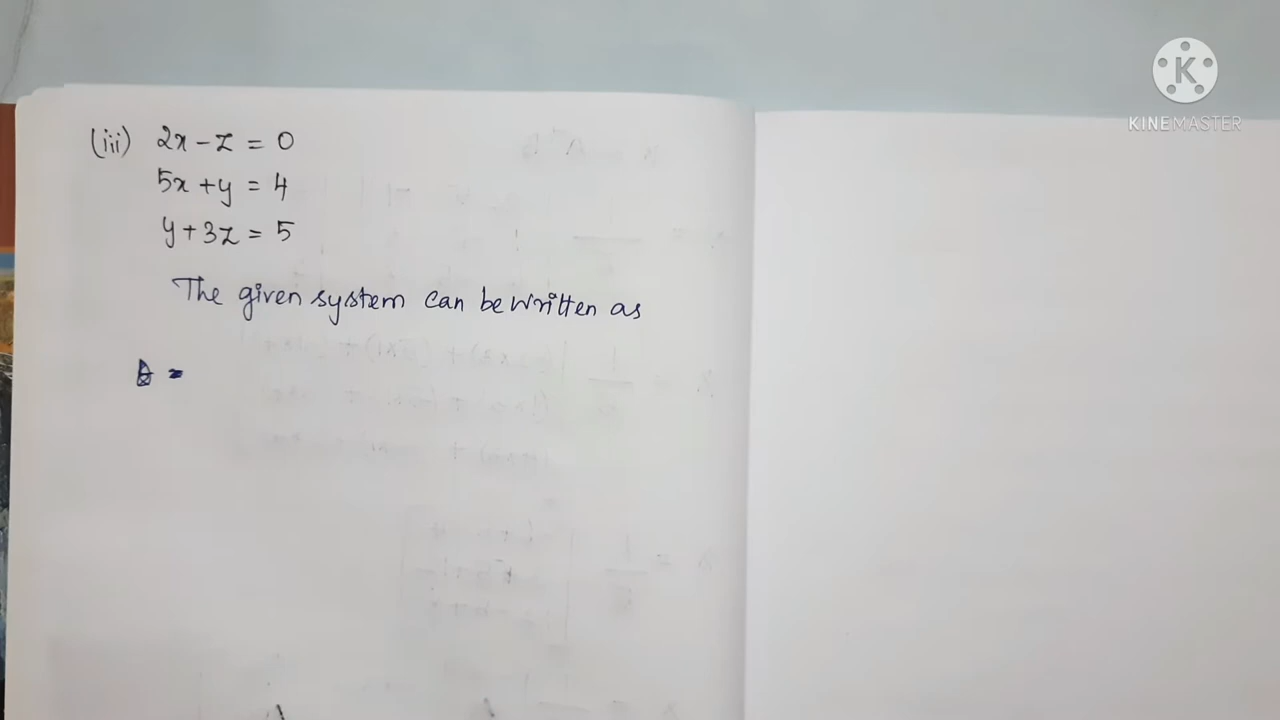 (iii) 2x - z = 0
5x + y = 4
y + 3z = 5
The given system can be written as
=
K
KINEMASTER